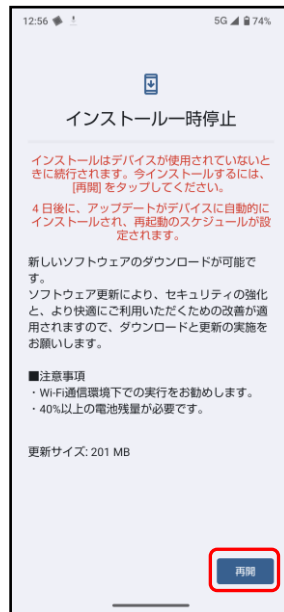 12:56 5G 74%
インストール一時停止
インストールはデバイスが使用されていないと
きに続行されます。今インストールするには、
[再開] をタップしてください。
4 日後に、アップデートがデバイスに自動的に
インストールされ、再起動のスケジュールが設
定されます。
新しいソフトウェアのダウンロードが可能で
す。
ソフトウェア更新により、セキュリティの強化
と、より快適にご利用いただくための改善が適
用されますので、ダウンロードと更新の実施を
お願いします。
■注意事項
・Wi-Fi通信環境下での実行をお勧めします。
・40%以上の電池残量が必要です。
更新サイズ: 201 MB
再開